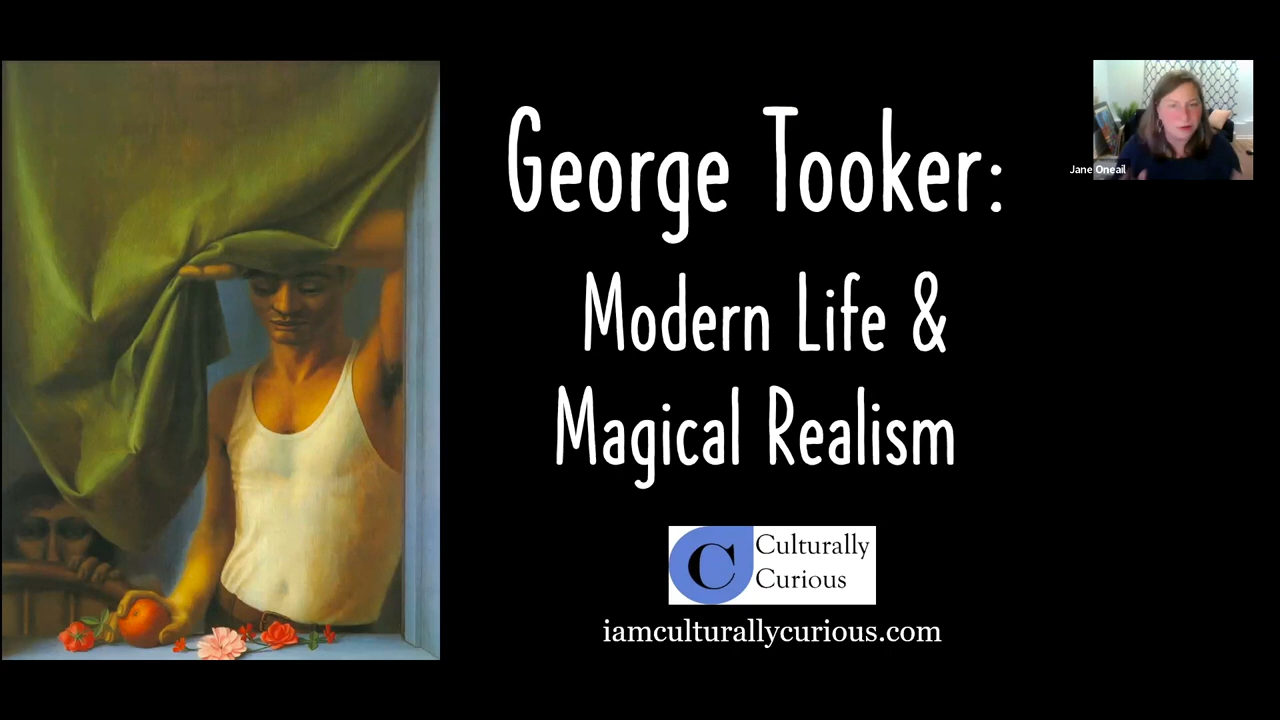 George Tooker:
Modern Life &
Magical Realism
C
Culturally
Curious
iamculturallycurious.com
Jane Oneail